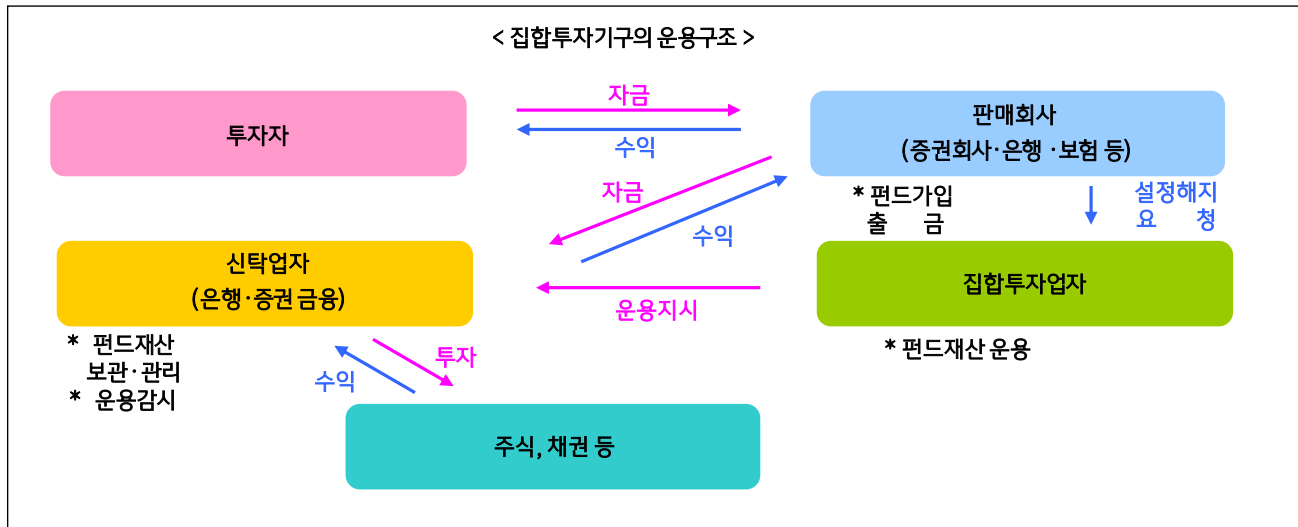 < 집합투자기구의 운용구조 >
자금
투자자
수익
판매회사
(증권회사·은행 ·보험 등)
자금
수익
* 펀드가입
출 금
설정해지
요 청
신탁업자
(은행·증권 금융)
운용지시
집합투자업자
* 펀드재산
보관·관리
* 운용감시
* 펀드재산 운용
수익
투자
주식, 채권 등